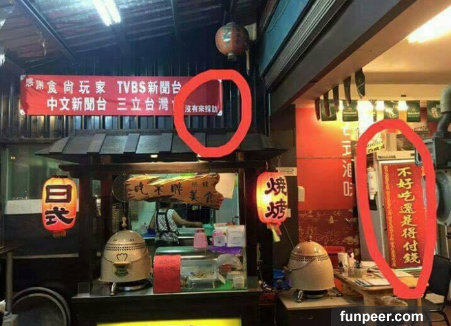 感謝食尚玩家 TVBS新聞台
中文新聞台 三立台灣台
沒有來採訪
日式
燒烤
不好吃還是得付錢
滷味
funpeer.com